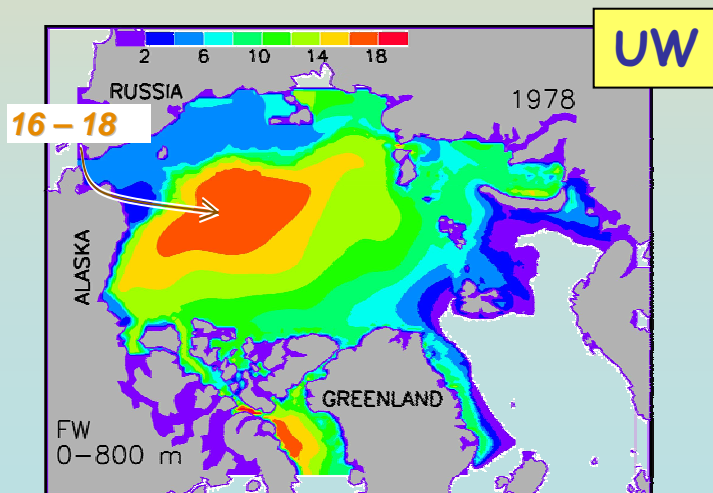 UW
2 6 10 14 18
RUSSIA
1978
16 – 18
ALASKA
GREENLAND
FW
0–800 m